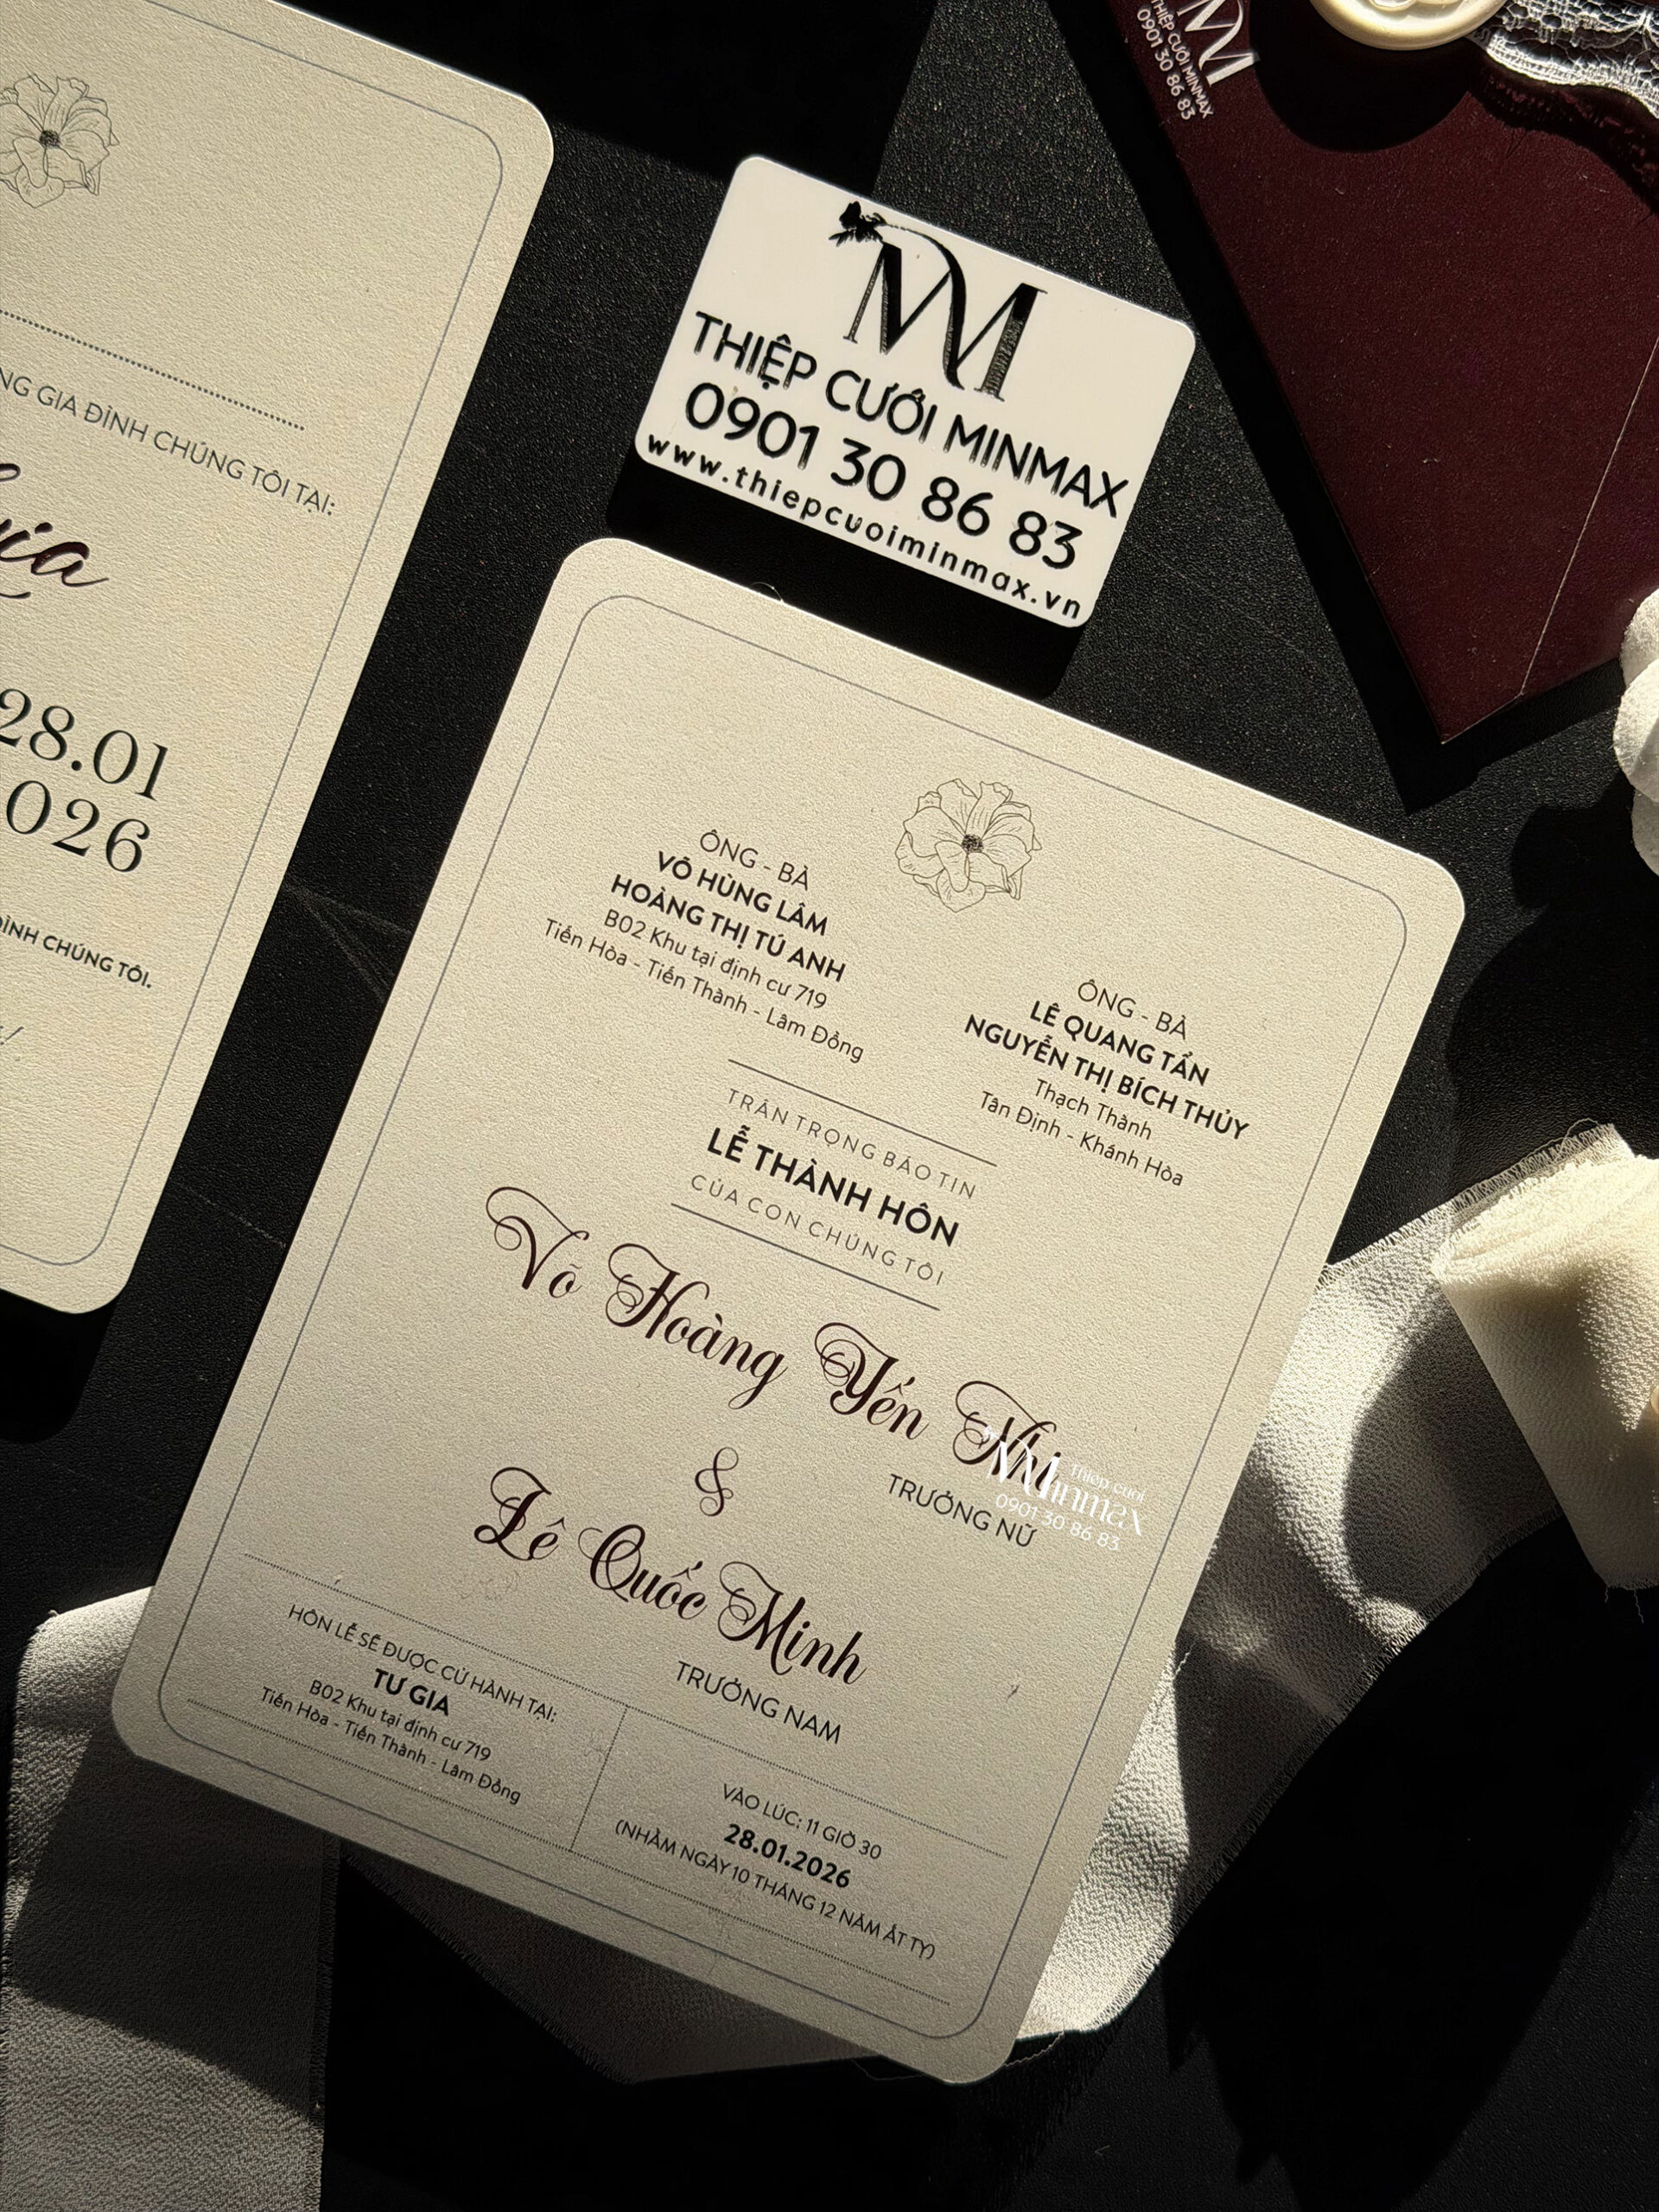 NG GIA ĐÌNH CHÚNG TÔI TẠI:
28.01
026
ĐÌNH CHÚNG TÔI.
THIỆP CƯỚI MINMAX
0901 30 86 83
THIỆP CƯỚI MINMAX
0901 30 86 83
www.thiepcuoiminmax.vn
ÔNG - BÀ
VÕ HÙNG LÂM
HOÀNG THỊ TÚ ANH
B02 Khu tại định cư 719
Tiến Hòa - Tiến Thành - Lâm Đồng
ÔNG - BÀ
LÊ QUANG TẨN
NGUYỄN THỊ BÍCH THỦY
Thạch Thành
Tân Định - Khánh Hòa
TRÂN TRỌNG BÁO TIN
LỄ THÀNH HÔN
CỦA CON CHÚNG TÔI
Võ Hoàng Yến Nhi
TRƯỞNG NỮ
Thiệp cưới
Minmax
0901 30 86 83
&
Lê Quốc Minh
TRƯỞNG NAM
HÔN LỄ SẼ ĐƯỢC CỬ HÀNH TẠI:
TƯ GIA
B02 Khu tại định cư 719
Tiến Hòa - Tiến Thành - Lâm Đồng
VÀO LÚC: 11 GIỜ 30
28.01.2026
(NHẰM NGÀY 10 THÁNG 12 NĂM ẤT TỴ)